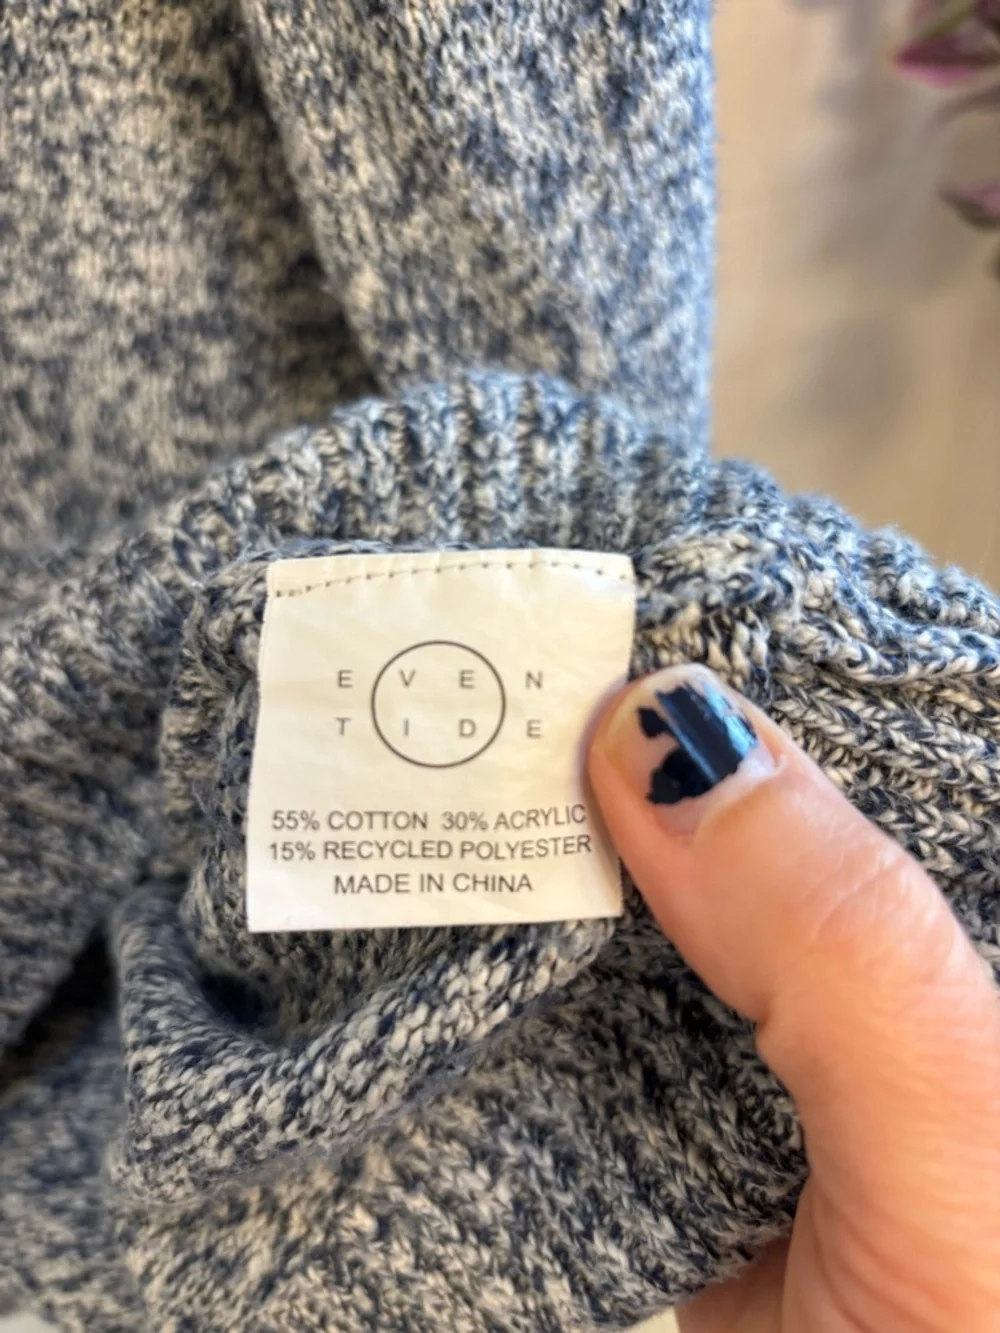 E V E N
T I D E
55% COTTON 30% ACRYLIC
15% RECYCLED POLYESTER
MADE IN CHINA